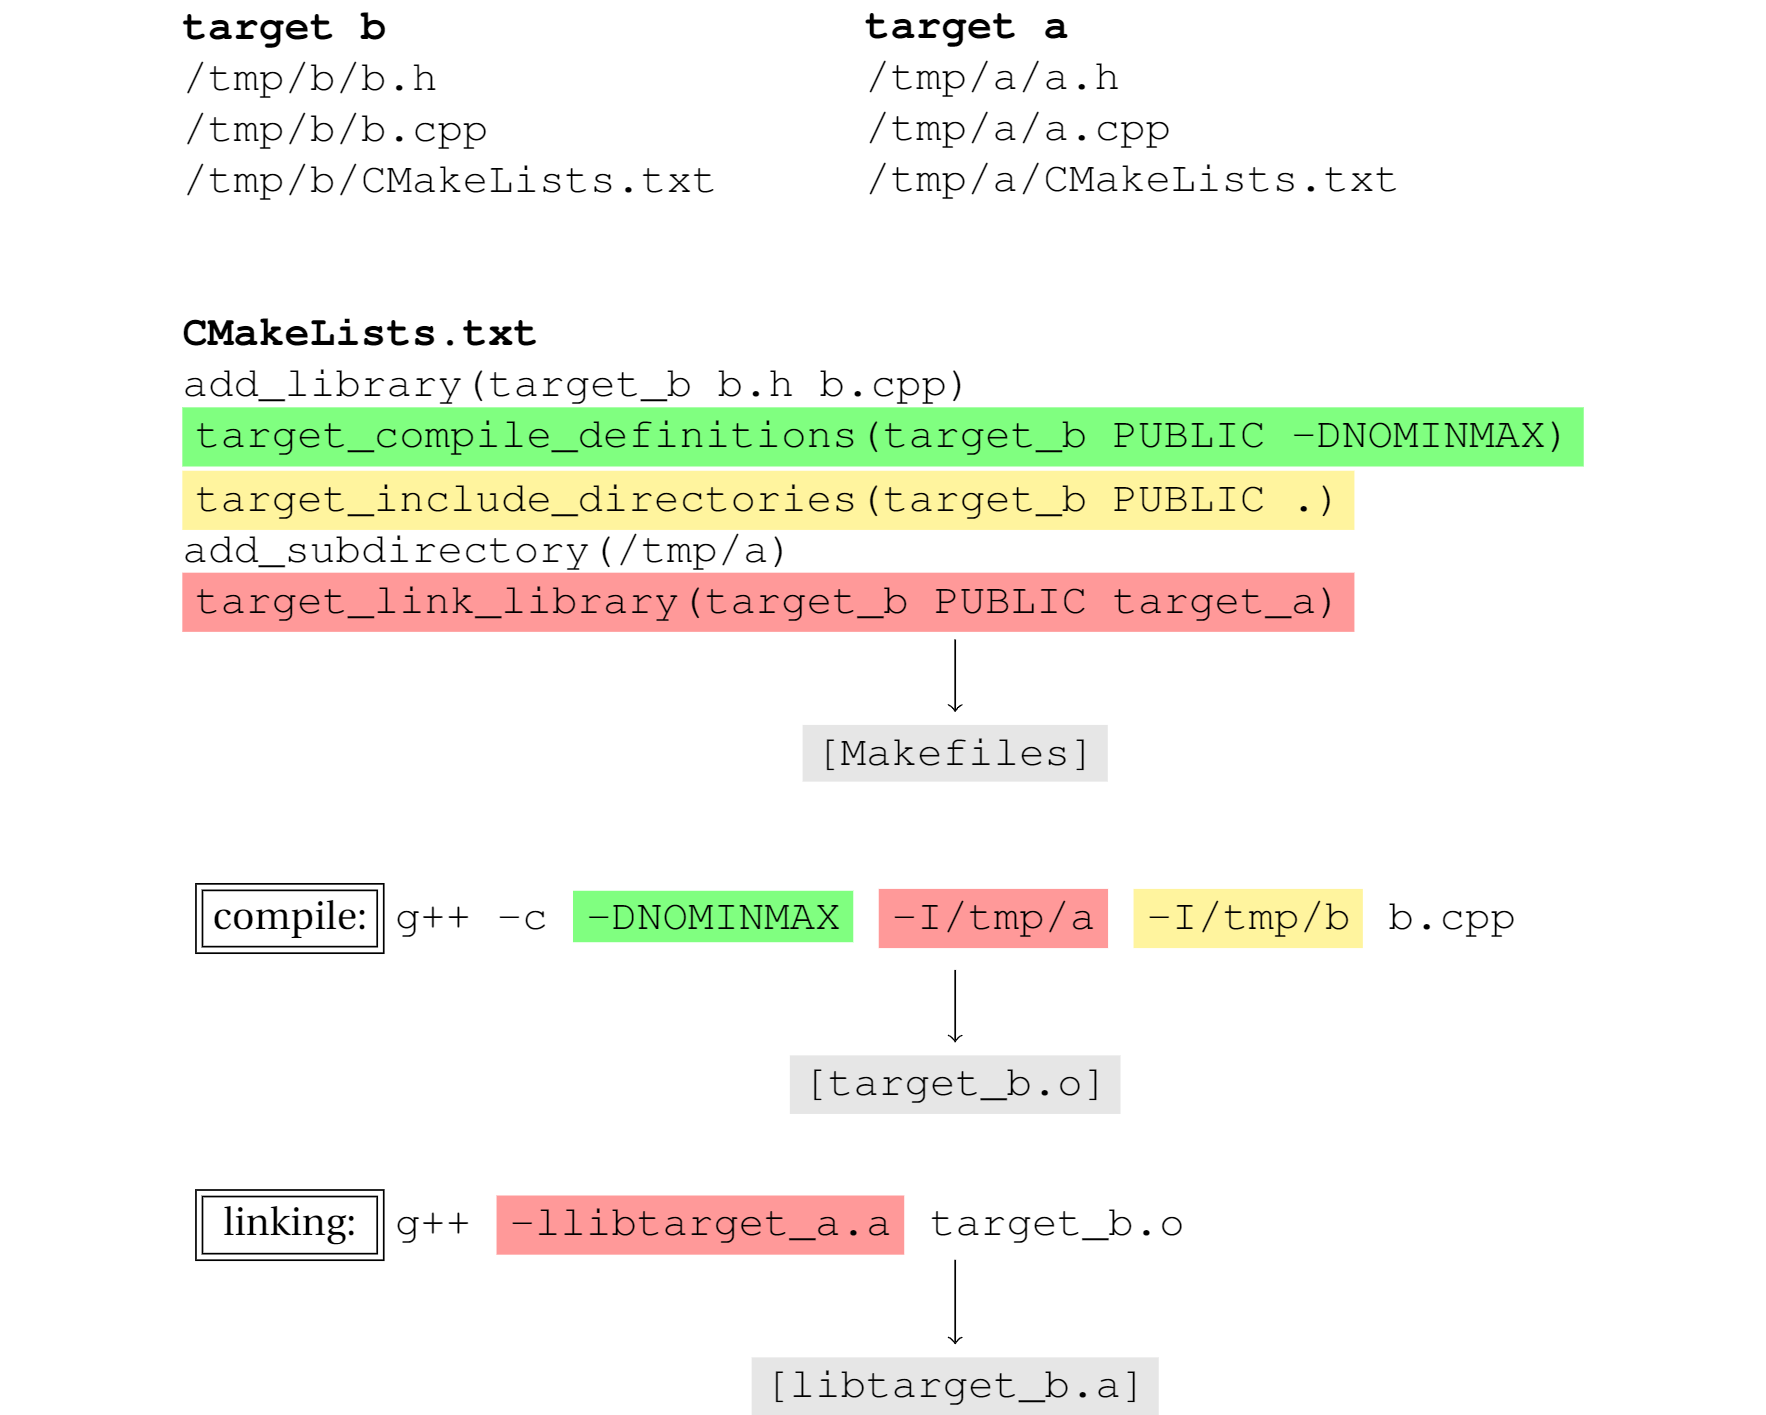 target b
/tmp/b/b.h
/tmp/b/b.cpp
/tmp/b/CMakeLists.txt
target a
/tmp/a/a.h
/tmp/a/a.cpp
/tmp/a/CMakeLists.txt
CMakeLists.txt
add_library(target_b b.h b.cpp)
target_compile_definitions(target_b PUBLIC -DNOMINMAX)
target_include_directories(target_b PUBLIC .)
add_subdirectory(/tmp/a)
target_link_library(target_b PUBLIC target_a)
[Makefiles]
compile: g++ -c -DNOMINMAX -I/tmp/a -I/tmp/b b.cpp
[target_b.o]
linking: g++ -llibtarget_a.a target_b.o
[libtarget_b.a]